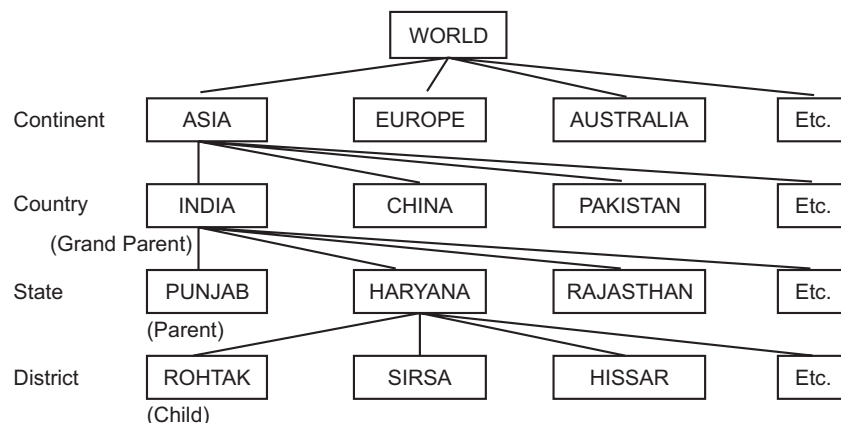 WORLD
Continent ASIA EUROPE AUSTRALIA Etc.
Country INDIA CHINA PAKISTAN Etc.
(Grand Parent)
State PUNJAB HARYANA RAJASTHAN Etc.
(Parent)
District ROHTAK SIRSA HISSAR Etc.
(Child)